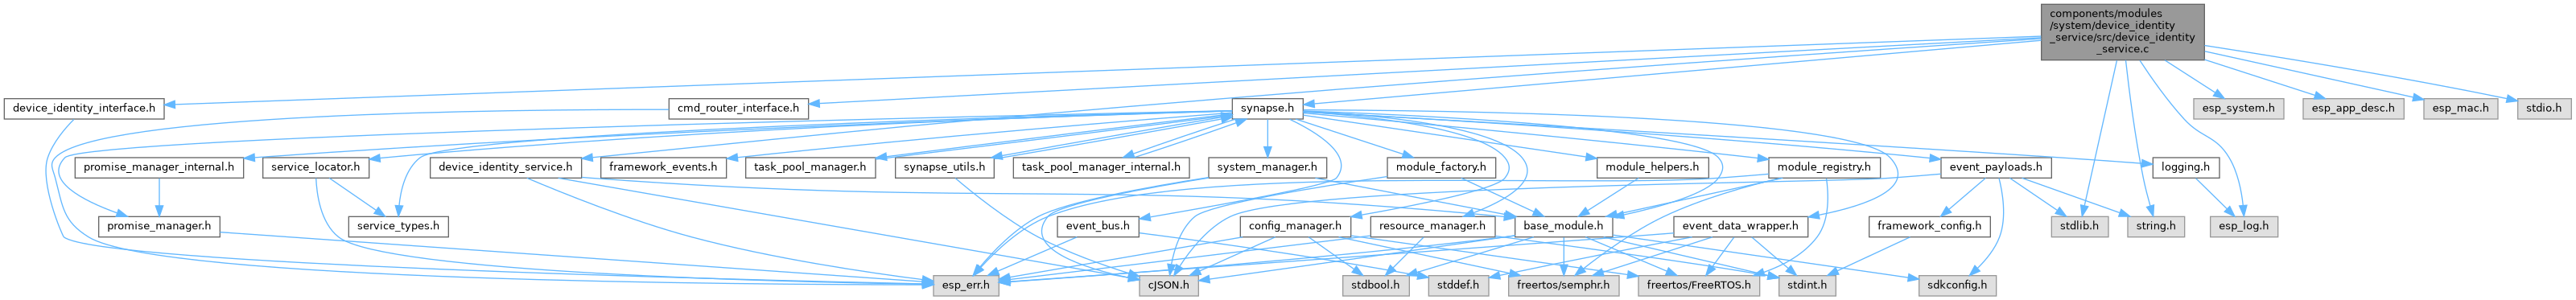 components/modules
/system/device_identity
_service/src/device_identity
_service.c
device_identity_interface.h
cmd_router_interface.h
synapse.h
esp_system.h
esp_app_desc.h
esp_mac.h
stdio.h
promise_manager_internal.h
service_locator.h
device_identity_service.h
framework_events.h
task_pool_manager.h
synapse_utils.h
task_pool_manager_internal.h
system_manager.h
module_factory.h
module_helpers.h
module_registry.h
event_payloads.h
logging.h
promise_manager.h
service_types.h
event_bus.h
config_manager.h
resource_manager.h
base_module.h
event_data_wrapper.h
framework_config.h
stdlib.h
string.h
esp_log.h
esp_err.h
cJSON.h
stdbool.h
stddef.h
freertos/semphr.h
freertos/FreeRTOS.h
stdint.h
sdkconfig.h